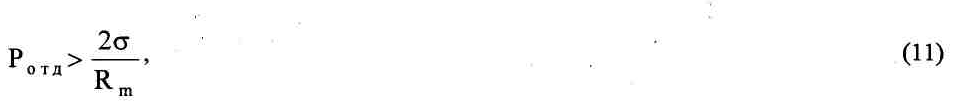 P отд > 2σ / R m , (11)